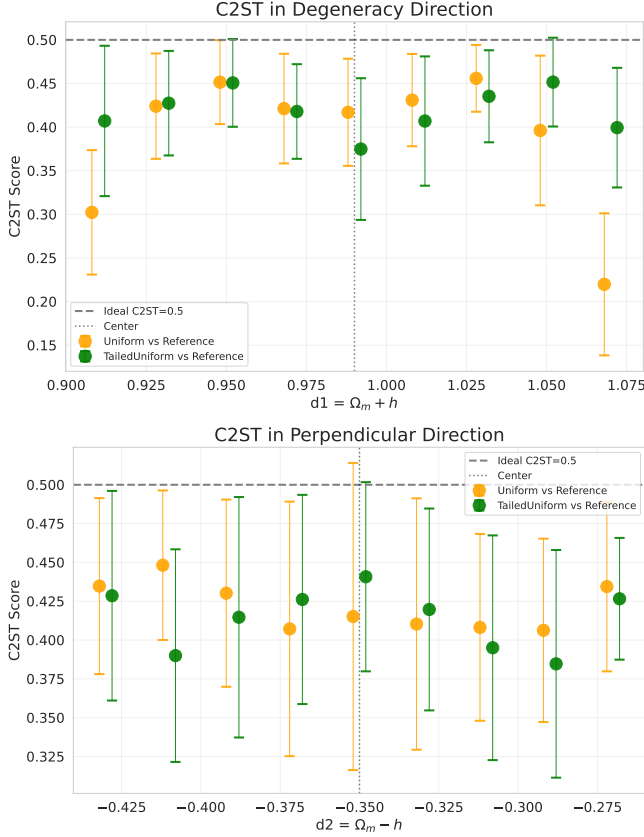 C2ST in Degeneracy Direction
0.50
0.45
0.40
0.35
0.30
0.25
0.20
0.15
C2ST Score
Ideal C2ST=0.5
Center
Uniform vs Reference
TailedUniform vs Reference
0.900 0.925 0.950 0.975 1.000 1.025 1.050 1.075
d1 = Ωm + h
C2ST in Perpendicular Direction
0.500
0.475
0.450
0.425
0.400
0.375
0.350
0.325
C2ST Score
Ideal C2ST=0.5
Center
Uniform vs Reference
TailedUniform vs Reference
−0.425 −0.400 −0.375 −0.350 −0.325 −0.300 −0.275
d2 = Ωm − h